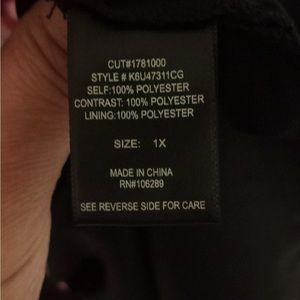 CUT#1781000
STYLE # K6U47311CG
SELF:100% POLYESTER
CONTRAST: 100% POLYESTER
LINING:100% POLYESTER
SIZE: 1X
MADE IN CHINA
RN#106289
SEE REVERSE SIDE FOR CARE